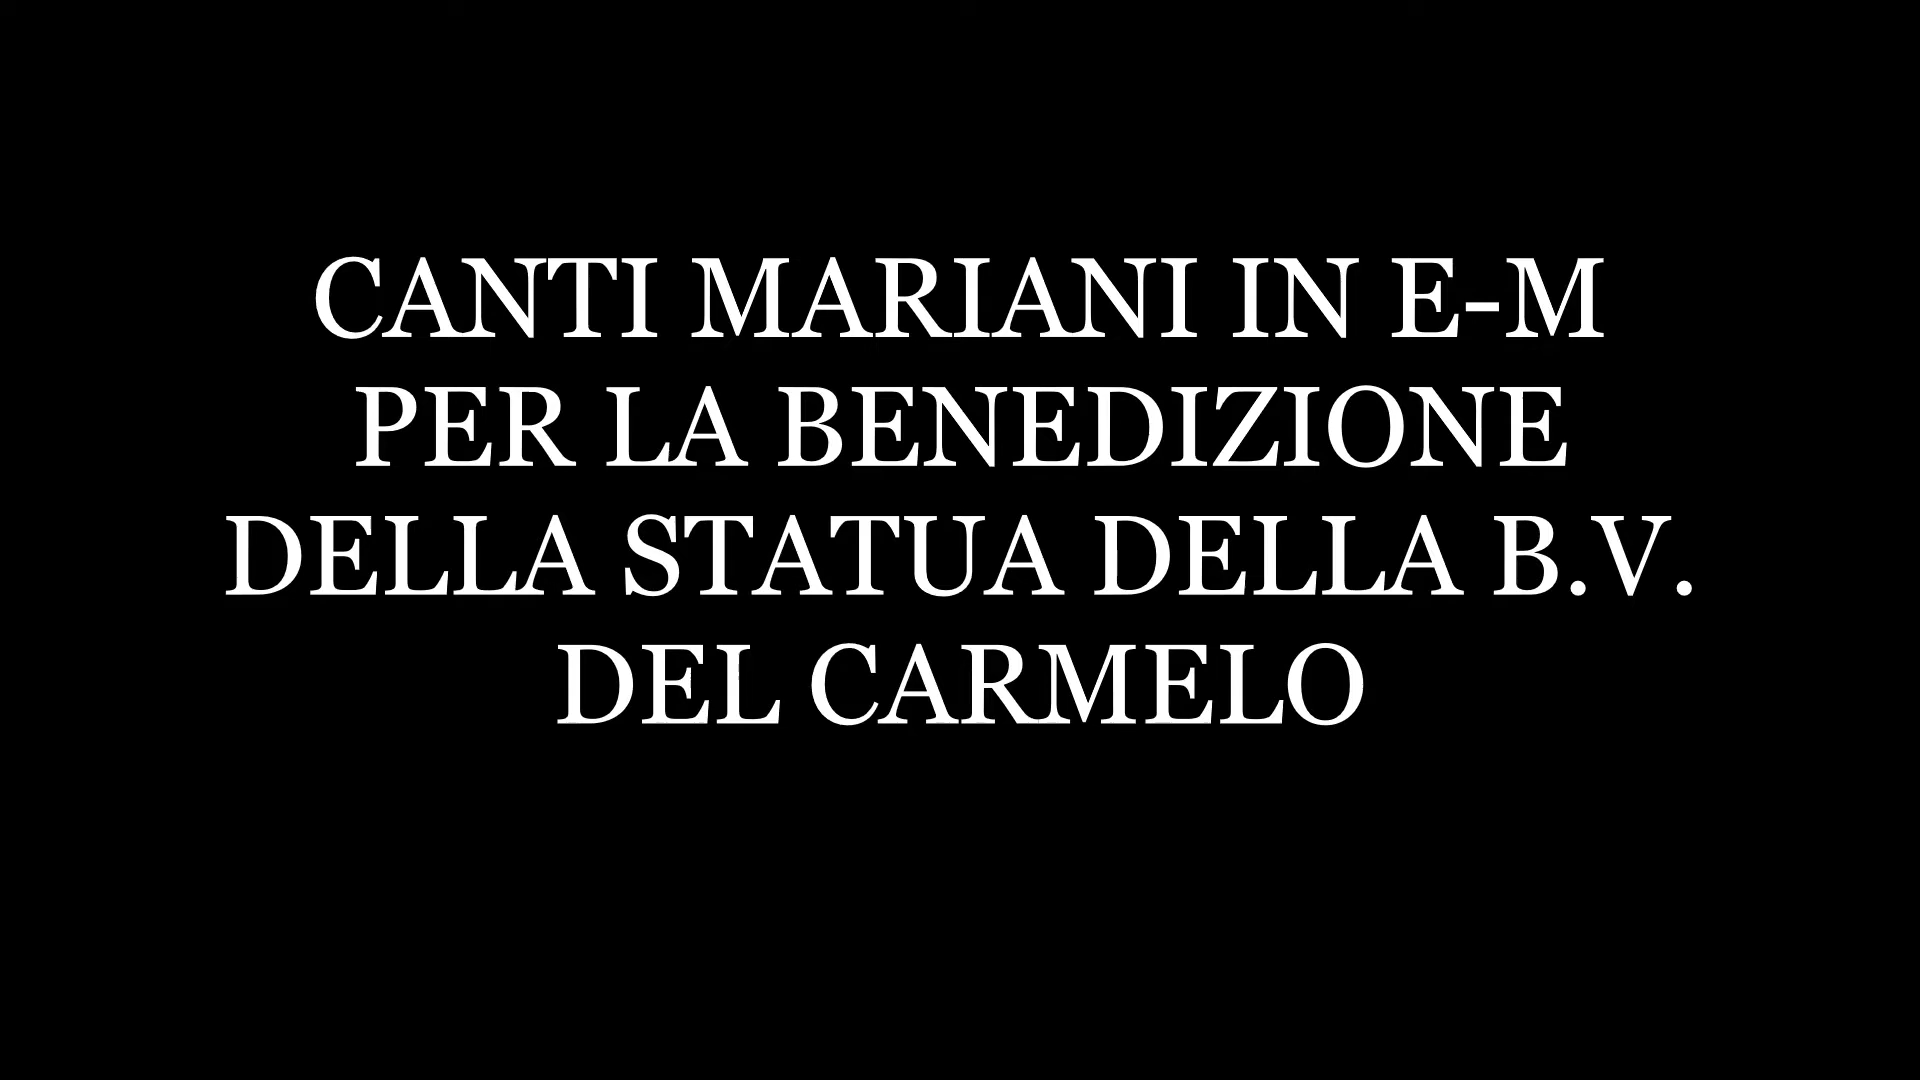 CANTI MARIANI IN E-M
PER LA BENEDIZIONE
DELLA STATUA DELLA B.V.
DEL CARMELO